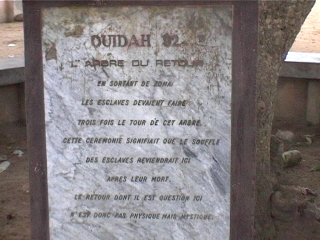 OUIDAH 92
L'ARBRE DU RETOUR
EN SORTANT DE ZOMAI
LES ESCLAVES DEVAIENT FAIRE
TROIS FOIS LE TOUR DE CET ARBRE.
CETTE CEREMONIE SIGNIFIAIT QUE LE SOUFFLE
DES ESCLAVES REVIENDRAIT ICI
APRES LEUR MORT.
LE RETOUR DONT IL EST QUESTION ICI
N'EST DONC PAS PHYSIQUE MAIS MYSTIQUE.